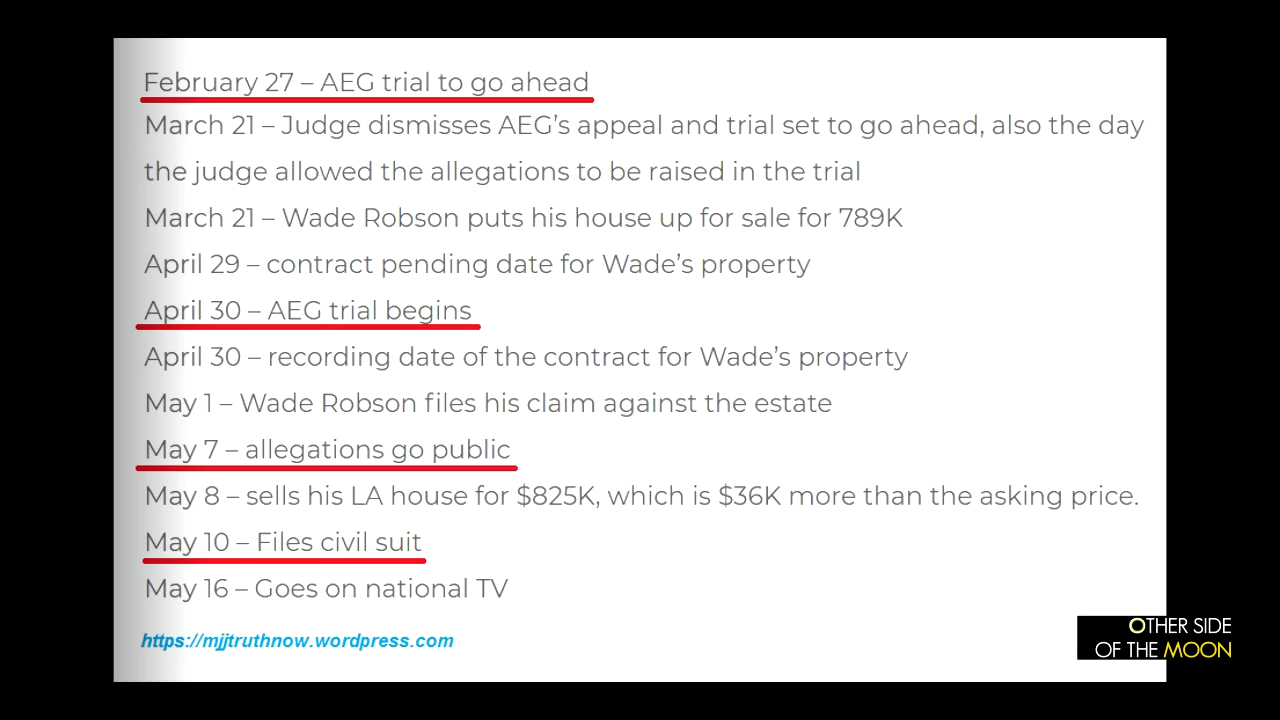 February 27 – AEG trial to go ahead
March 21 – Judge dismisses AEG’s appeal and trial set to go ahead, also the day
the judge allowed the allegations to be raised in the trial
March 21 – Wade Robson puts his house up for sale for 789K
April 29 – contract pending date for Wade’s property
April 30 – AEG trial begins
April 30 – recording date of the contract for Wade’s property
May 1 – Wade Robson files his claim against the estate
May 7 – allegations go public
May 8 – sells his LA house for $825K, which is $36K more than the asking price.
May 10 – Files civil suit
May 16 – Goes on national TV
https://mjjtruthnow.wordpress.com
OTHER SIDE
OF THE MOON